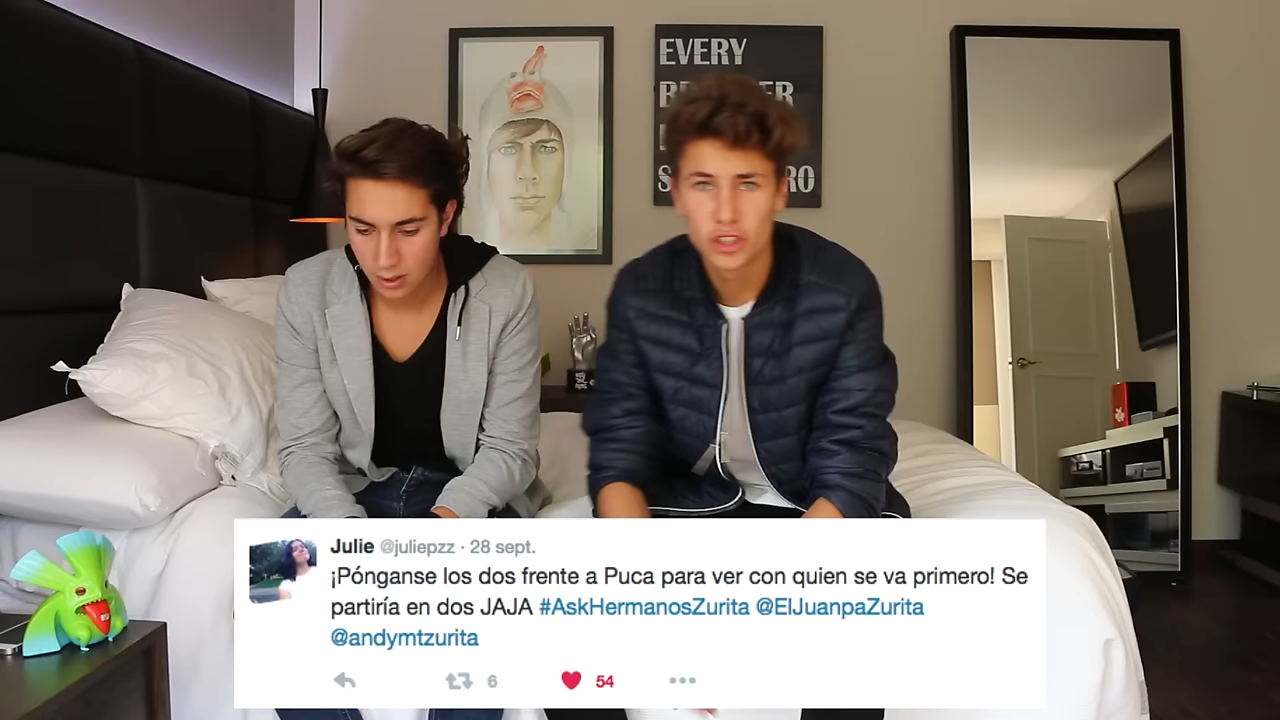 EVERY
RO
Julie @juliepzz · 28 sept.
¡Pónganse los dos frente a Puca para ver con quien se va primero! Se
partiría en dos JAJA #AskHermanosZurita @ElJuanpaZurita
@andymtzurita
6 54